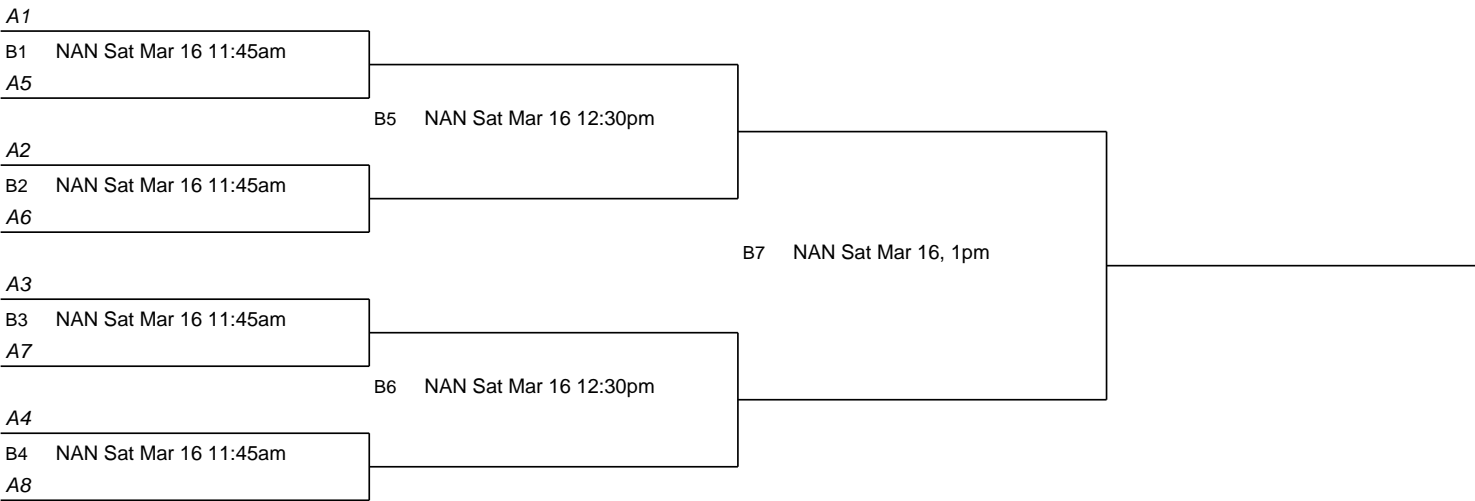 A1
B1 NAN Sat Mar 16 11:45am
A5
B5 NAN Sat Mar 16 12:30pm
A2
B2 NAN Sat Mar 16 11:45am
A6
B7 NAN Sat Mar 16, 1pm
A3
B3 NAN Sat Mar 16 11:45am
A7
B6 NAN Sat Mar 16 12:30pm
A4
B4 NAN Sat Mar 16 11:45am
A8